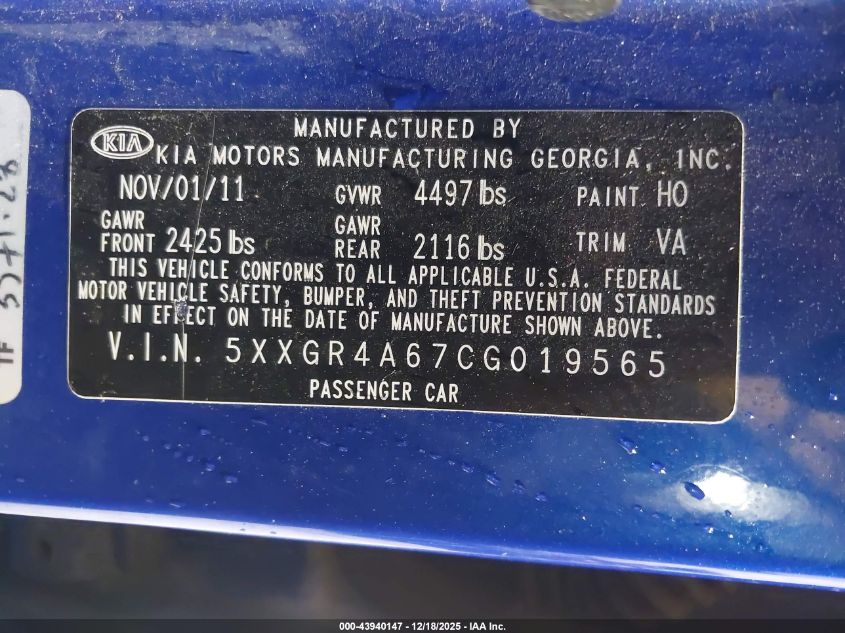 MANUFACTURED BY
KIA KIA MOTORS MANUFACTURING GEORGIA, INC.
NOV/01/11 GVWR 4497 lbs PAINT HO
GAWR FRONT 2425 lbs GAWR REAR 2116 lbs TRIM VA
THIS VEHICLE CONFORMS TO ALL APPLICABLE U.S.A. FEDERAL
MOTOR VEHICLE SAFETY, BUMPER, AND THEFT PREVENTION STANDARDS
IN EFFECT ON THE DATE OF MANUFACTURE SHOWN ABOVE.
V.I.N. 5XXGR4A67CG019565
PASSENGER CAR
000-43940147 - 12/18/2025 - IAA Inc.